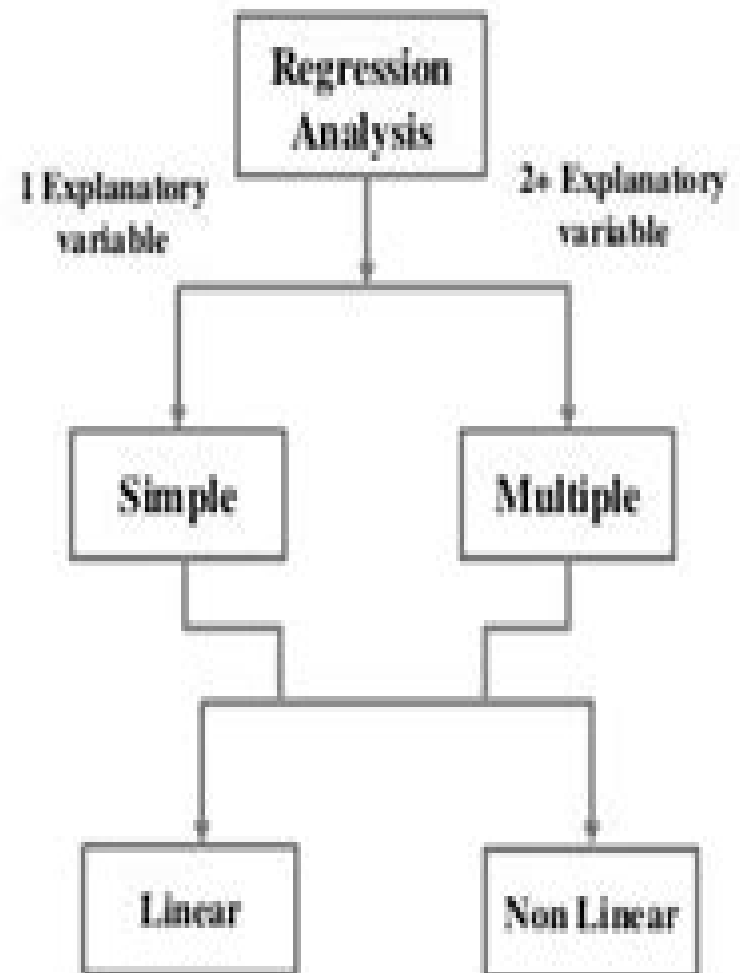 Regression
Analysis
1 Explanatory
variable
2+ Explanatory
variable
Simple
Multiple
Linear
Non Linear